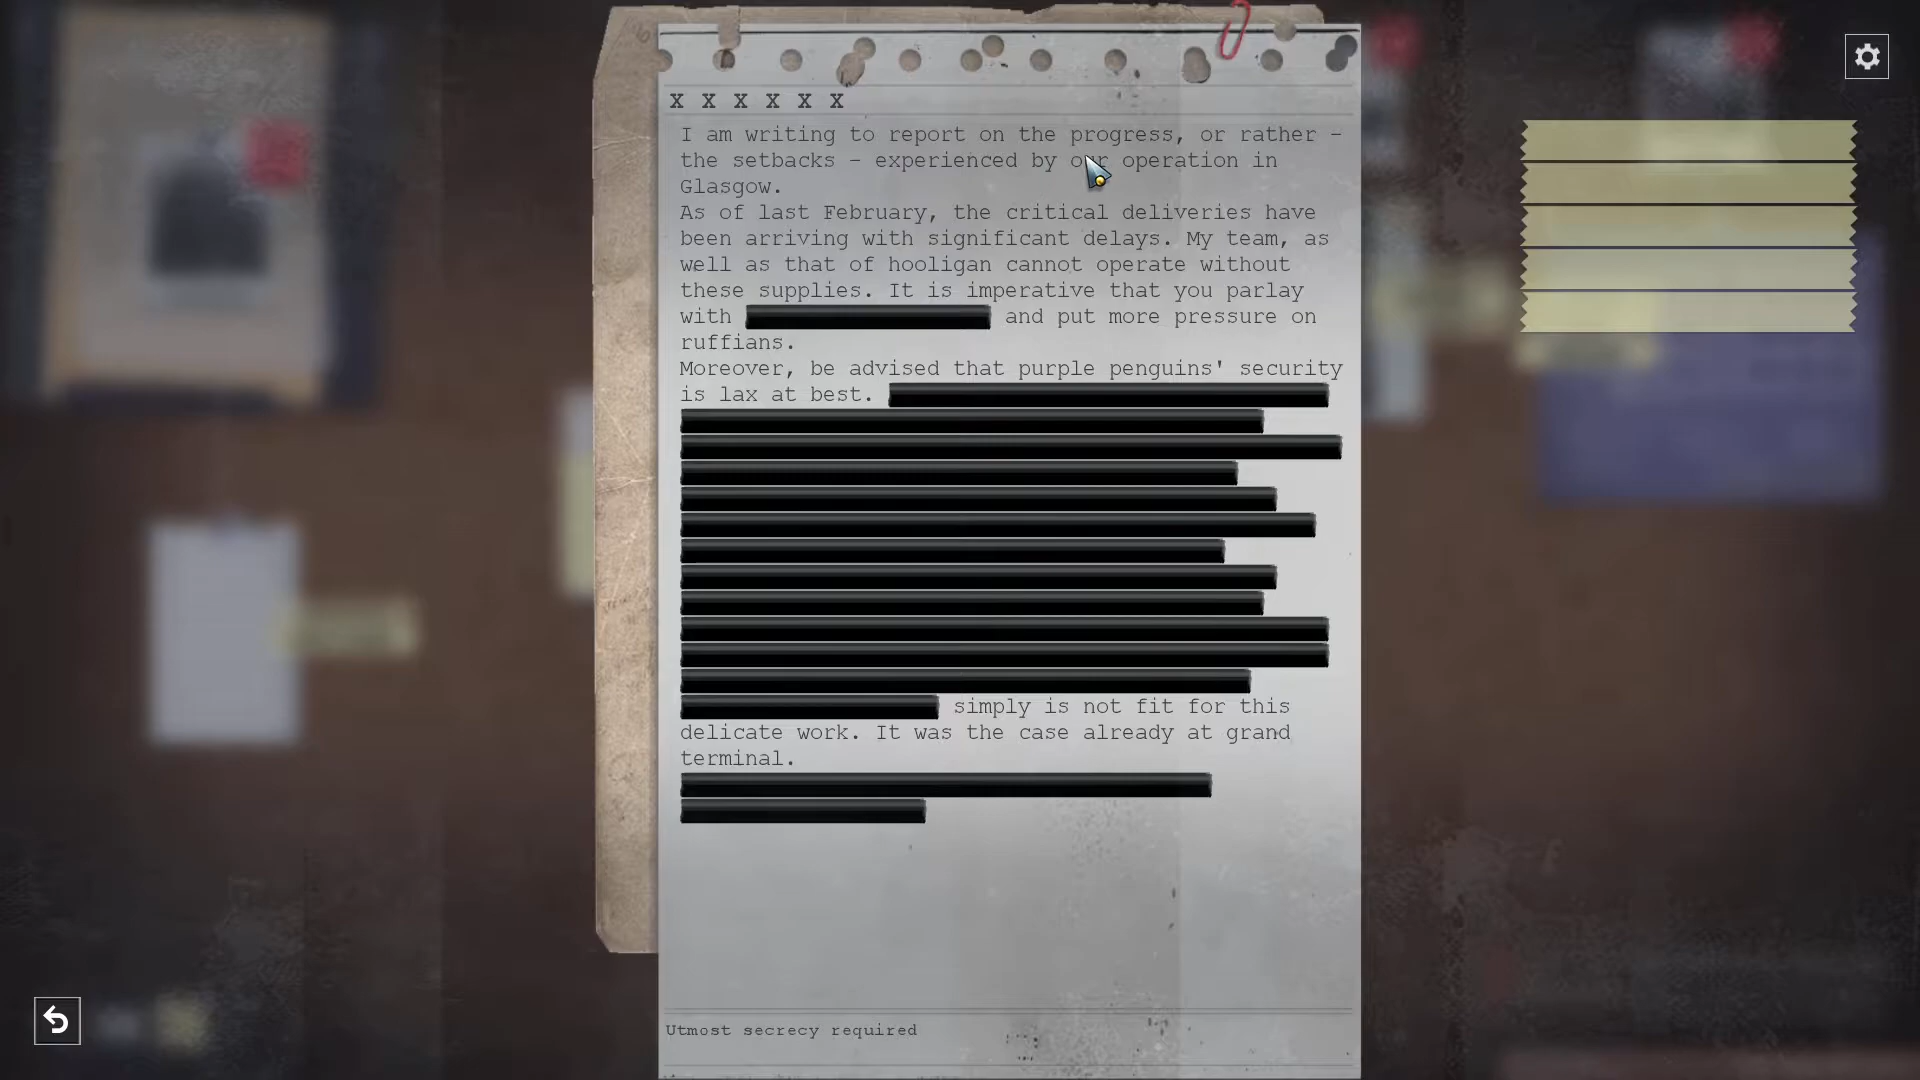 X X X X X X
I am writing to report on the progress, or rather –
the setbacks – experienced by our operation in
Glasgow.
As of last February, the critical deliveries have
been arriving with significant delays. My team, as
well as that of hooligan cannot operate without
these supplies. It is imperative that you parlay
with and put more pressure on
ruffians.
Moreover, be advised that purple penguins' security
is lax at best.
simply is not fit for this
delicate work. It was the case already at grand
terminal.
Utmost secrecy required